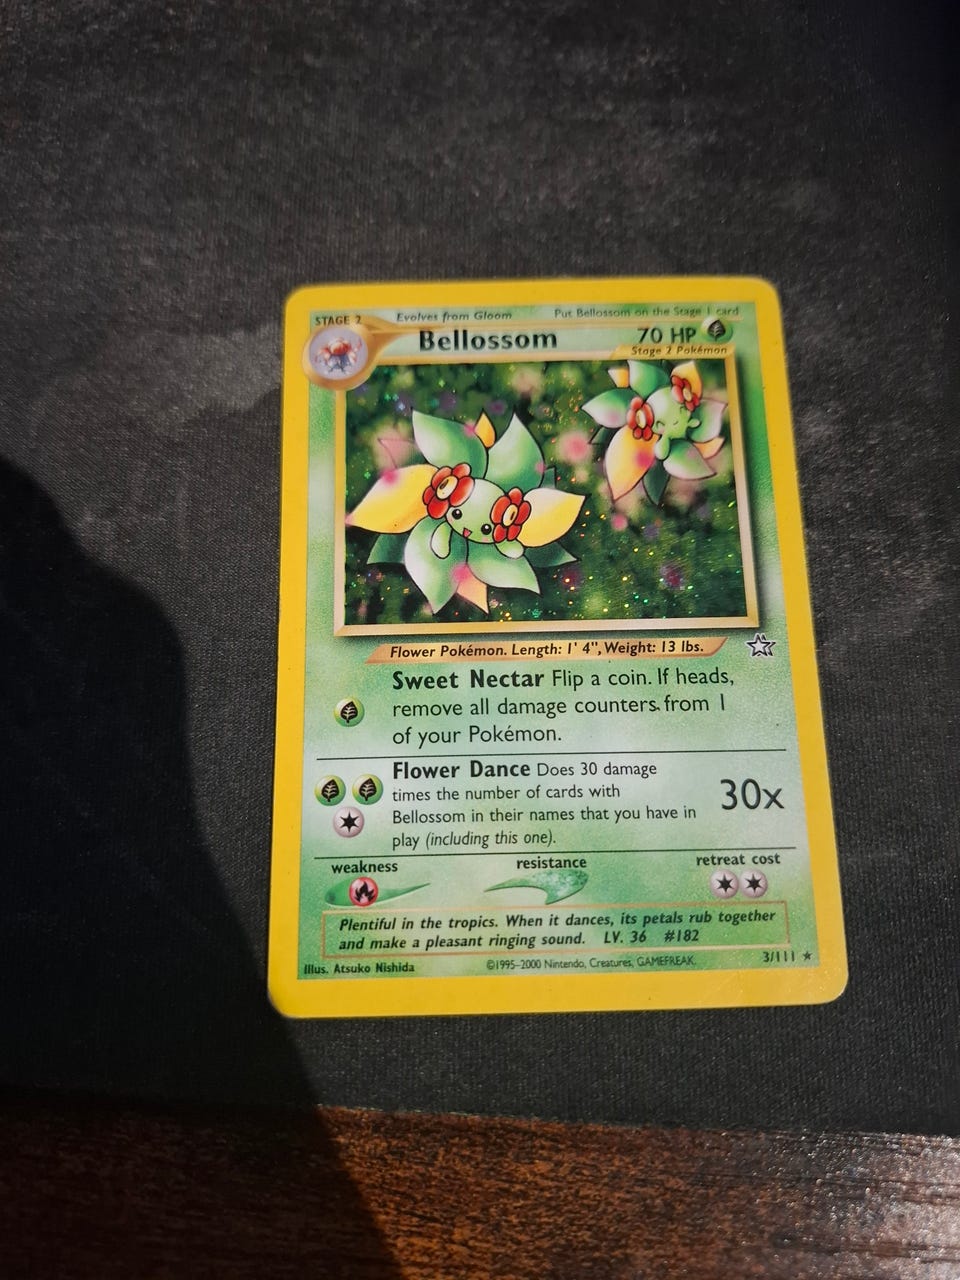 STAGE 2 Evolves from Gloom Put Bellossom on the Stage 1 card
Bellossom 70 HP
Stage 2 Pokémon
Flower Pokémon. Length: 1' 4", Weight: 13 lbs.
Sweet Nectar Flip a coin. If heads,
remove all damage counters from 1
of your Pokémon.
Flower Dance Does 30 damage
times the number of cards with
Bellossom in their names that you have in
play (including this one).
30x
weakness resistance retreat cost
Plentiful in the tropics. When it dances, its petals rub together
and make a pleasant ringing sound. LV. 36 #182
Illus. Atsuko Nishida ©1995-2000 Nintendo, Creatures, GAMEFREAK. 3/111